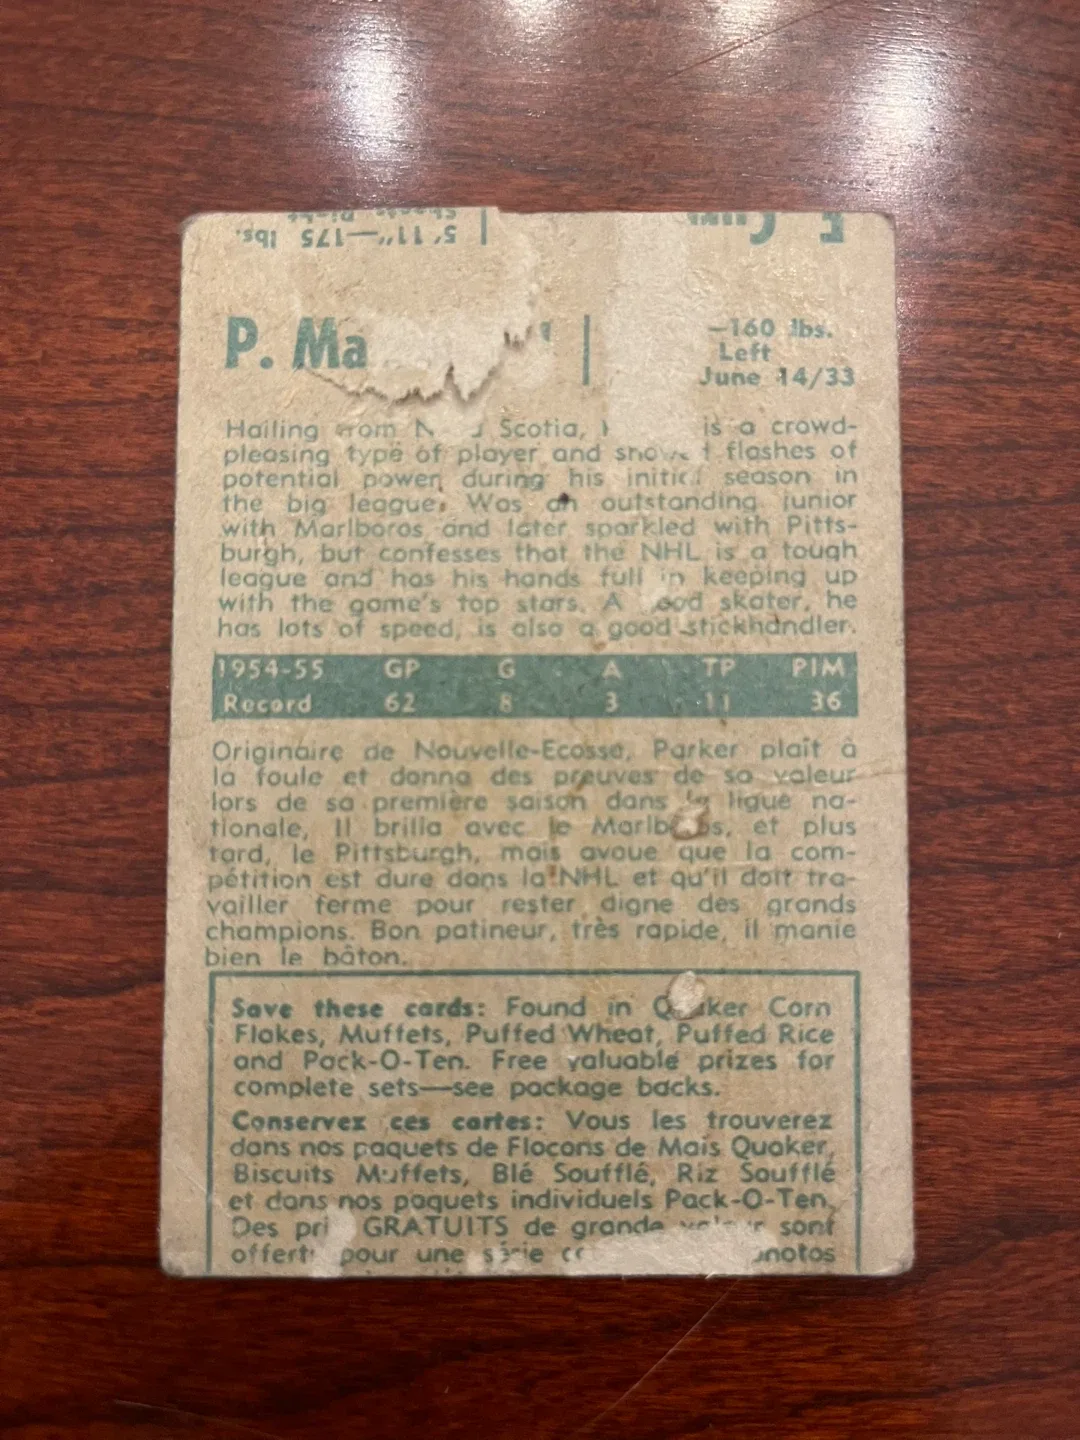 5' 11"—175 lbs.
P. Ma
—160 lbs.
Left
June 14/33
Hailing Scotia, is a crowd-
pleasing type of player and showed flashes of
potential power during his initial season in
the big league. Was an outstanding junior
with Marlboros and later sparkled with Pitts-
burgh, but confesses that the NHL is a tough
league and has his hands full in keeping up
with the game's top stars. A good skater, he
has lots of speed, is also a good stickhandler.
1954-55 GP G A TP PIM
Record 62 8 3 11 36
Originaire de Nouvelle-Ecosse, Parker plaît à
la foule et donna des preuves de sa valeur
lors de sa première saison dans la ligue na-
tionale, Il brilla avec le Marlboros, et plus
tard, le Pittsburgh, mais avoue que la com-
pétition est dure dans la NHL et qu'il doit tra-
vailler ferme pour rester digne des grands
champions. Bon patineur, très rapide, il manie
bien le bâton.
Save these cards: Found in Quaker Corn
Flakes, Muffets, Puffed Wheat, Puffed Rice
and Pack-O-Ten. Free valuable prizes for
complete sets—see package backs.
Conservez ces cartes: Vous les trouverez
dans nos paquets de Flocons de Mais Quaker,
Biscuits Muffets, Blé Soufflé, Riz Soufflé
et dans nos paquets individuels Pack-O-Ten.
Des pri GRATUITS de grande valeur sont
offert pour une série photos